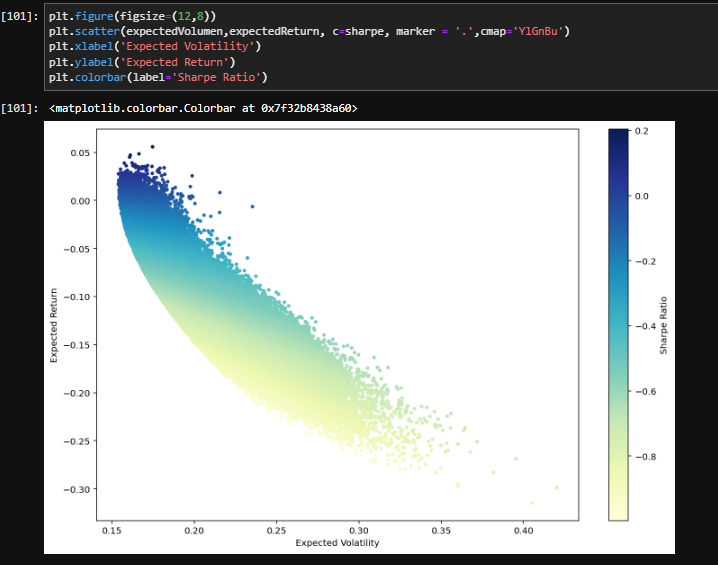 [101]: plt.figure(figsize=(12,8))
plt.scatter(expectedVolumen,expectedReturn, c=sharpe, marker = '.',cmap='YlGnBu')
plt.xlabel('Expected Volatility')
plt.ylabel('Expected Return')
plt.colorbar(label='Sharpe Ratio')
[101]: <matplotlib.colorbar.Colorbar at 0x7f32b8438a60>
0.05
0.00
−0.05
−0.10
−0.15
−0.20
−0.25
−0.30
Expected Return
0.15 0.20 0.25 0.30 0.35 0.40
Expected Volatility
0.2
0.0
−0.2
−0.4
−0.6
−0.8
Sharpe Ratio